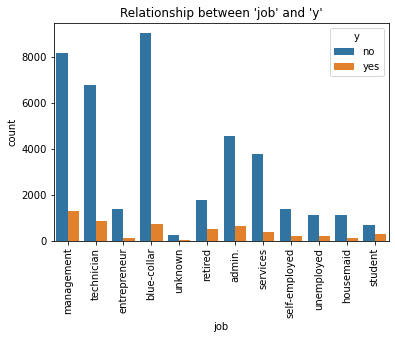 Relationship between 'job' and 'y'
y
no
yes
8000
6000
4000
2000
0
count
management
technician
entrepreneur
blue-collar
unknown
retired
admin.
services
self-employed
unemployed
housemaid
student
job